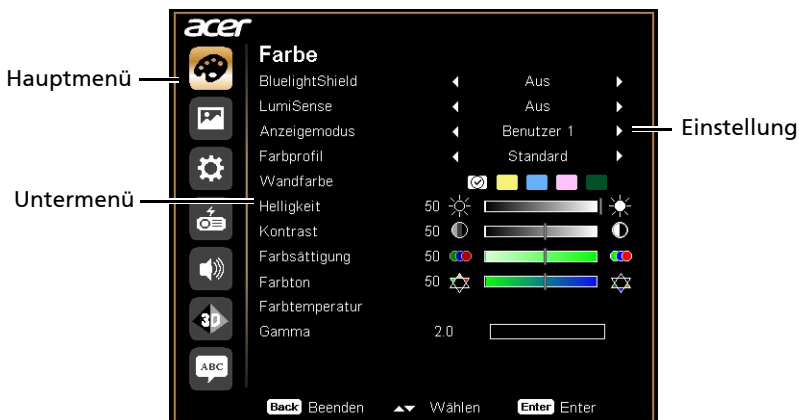 acer
Farbe
Hauptmenü
BluelightShield Aus
LumiSense Aus
Anzeigemodus Benutzer 1
Einstellung
Farbprofil Standard
Wandfarbe
Untermenü
Helligkeit 50
Kontrast 50
Farbsättigung 50
Farbton 50
3D
Farbtemperatur
Gamma 2.0
ABC
Back Beenden Wählen Enter Enter